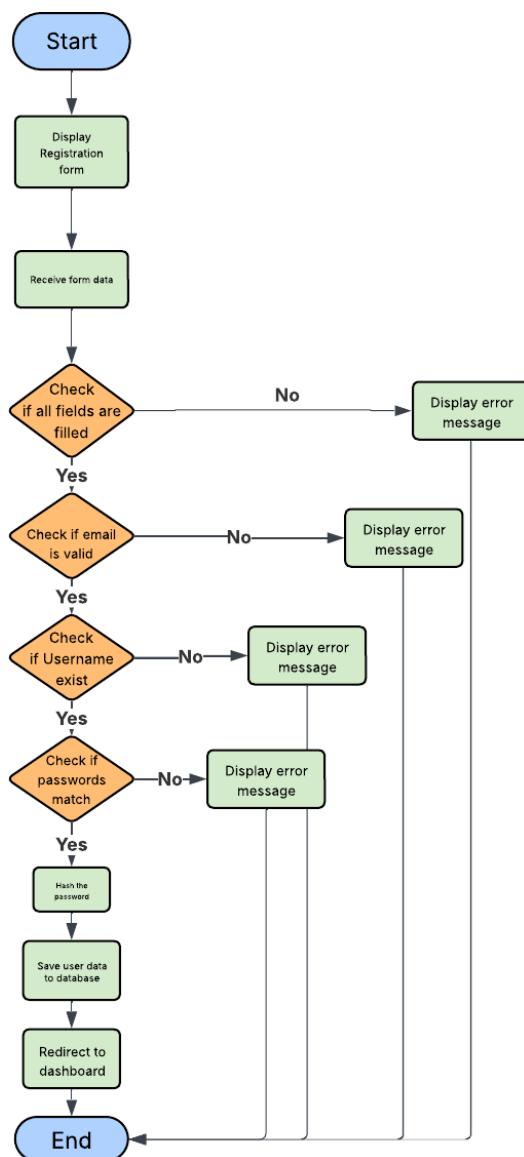 Start
Display
Registration
form
Receive form data
Check
if all fields are
filled
No
Display error
message
Yes
Check if email
is valid
No
Display error
message
Yes
Check
if Username
exist
No
Display error
message
Yes
Check if
passwords
match
No
Display error
message
Yes
Hash the
password
Save user data
to database
Redirect to
dashboard
End